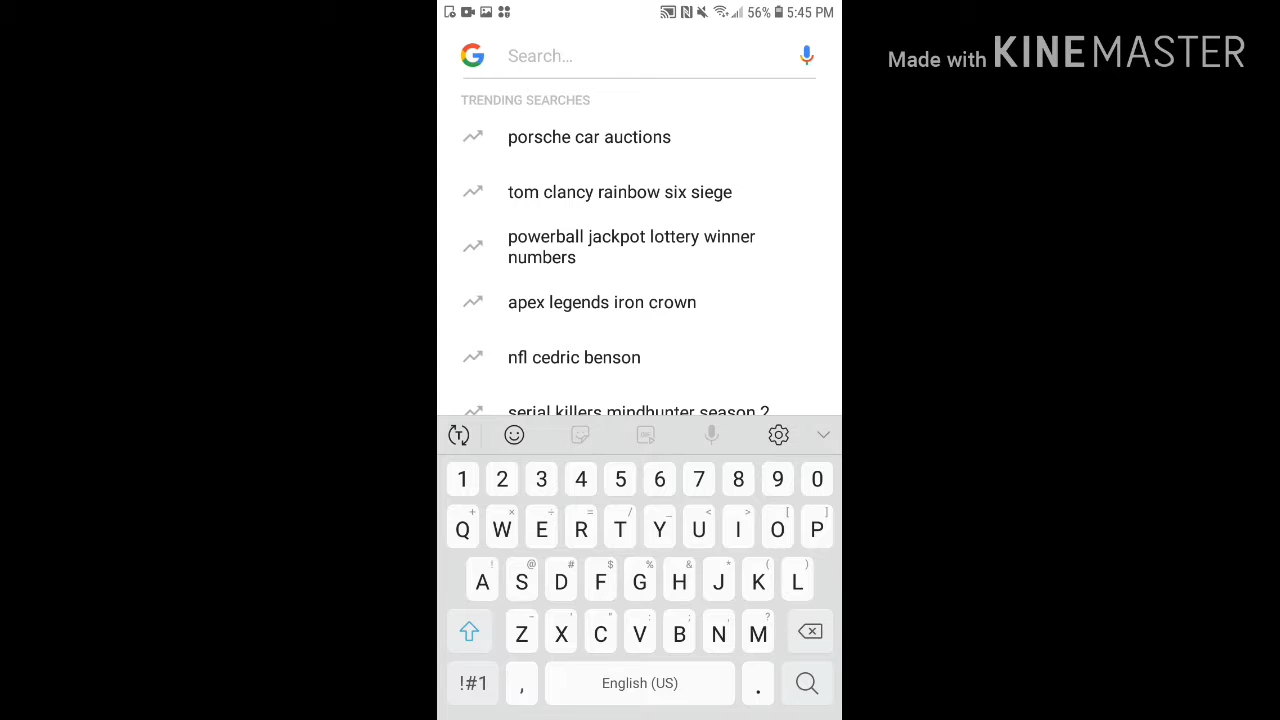 56% 5:45 PM
Made with KINEMASTER
G Search...
TRENDING SEARCHES
porsche car auctions
tom clancy rainbow six siege
powerball jackpot lottery winner
numbers
apex legends iron crown
nfl cedric benson
serial killers mindhunter season 2
1 2 3 4 5 6 7 8 9 0
+ × ÷ = / _ < > [ ]
Q W E R T Y U I O P
! @ # $ % & * ( )
A S D F G H J K L
- ' " : ; , ?
Z X C V B N M
!#1 , English (US) .